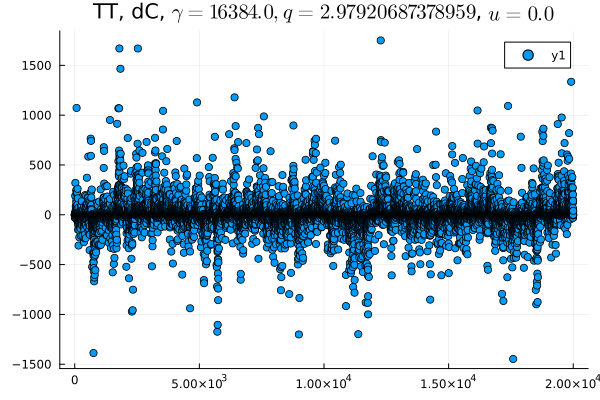 TT, dC, γ = 16384.0, q = 2.97920687378959, u = 0.0
y1
1500
1000
500
0
−500
−1000
−1500
0 5.00×10³ 1.00×10⁴ 1.50×10⁴ 2.00×10⁴